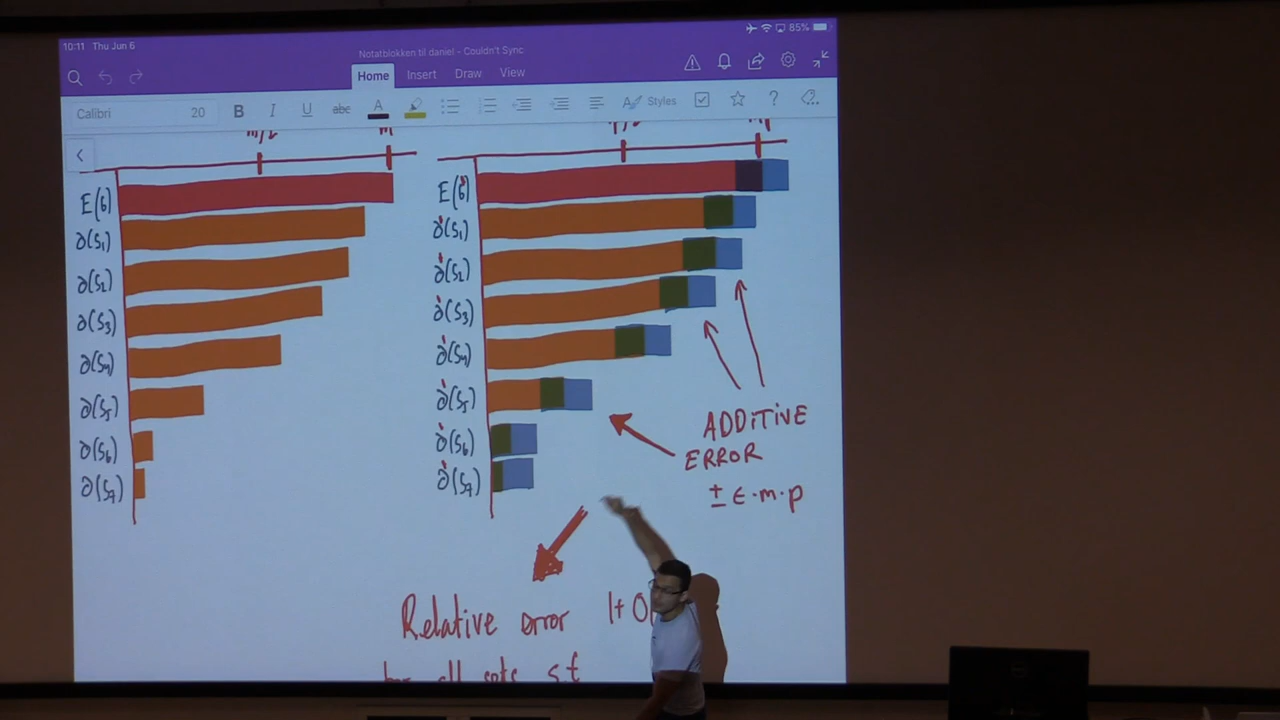 10:11 Thu Jun 6
85%
Notatblokken til daniel - Couldn't Sync
Home Insert Draw View
Calibri 20 B I U abc A Styles ?
E(G)
∂(S₁)
∂(S₂)
∂(S₃)
∂(S₄)
∂(S₅)
∂(S₆)
∂(S₇)
∂(S₁)
∂(S₂)
∂(S₃)
∂(S₄)
∂(S₅)
∂(S₆)
∂(S₇)
ADDITIVE
ERROR
± ϵ·m·p
Relative error 1+O
sets s.t